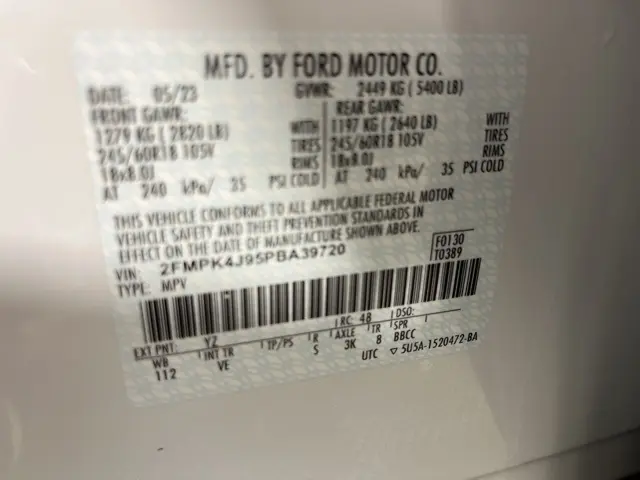 MFD. BY FORD MOTOR CO.
DATE: 05/23 GVWR: 2449 KG ( 5400 LB)
FRONT GAWR: REAR GAWR:
1279 KG ( 2820 LB) WITH 1197 KG ( 2640 LB) WITH
245/60R18 105V TIRES 245/60R18 105V TIRES
18x8.0J RIMS 18x8.0J RIMS
AT 240 kPa/ 35 PSI COLD AT 240 kPa/ 35 PSI COLD
THIS VEHICLE CONFORMS TO ALL APPLICABLE FEDERAL MOTOR
VEHICLE SAFETY AND THEFT PREVENTION STANDARDS IN
EFFECT ON THE DATE OF MANUFACTURE SHOWN ABOVE.
VIN: 2FMPK4J95PBA39720 F0130
TYPE: MPV T0389
EXT PNT: YZ RC: 48 DSO:
WB INT TR TP/PS R AXLE TR SPR
112 VE S 3K 8 BBCC
UTC ▽ 5U5A-1520472-BA